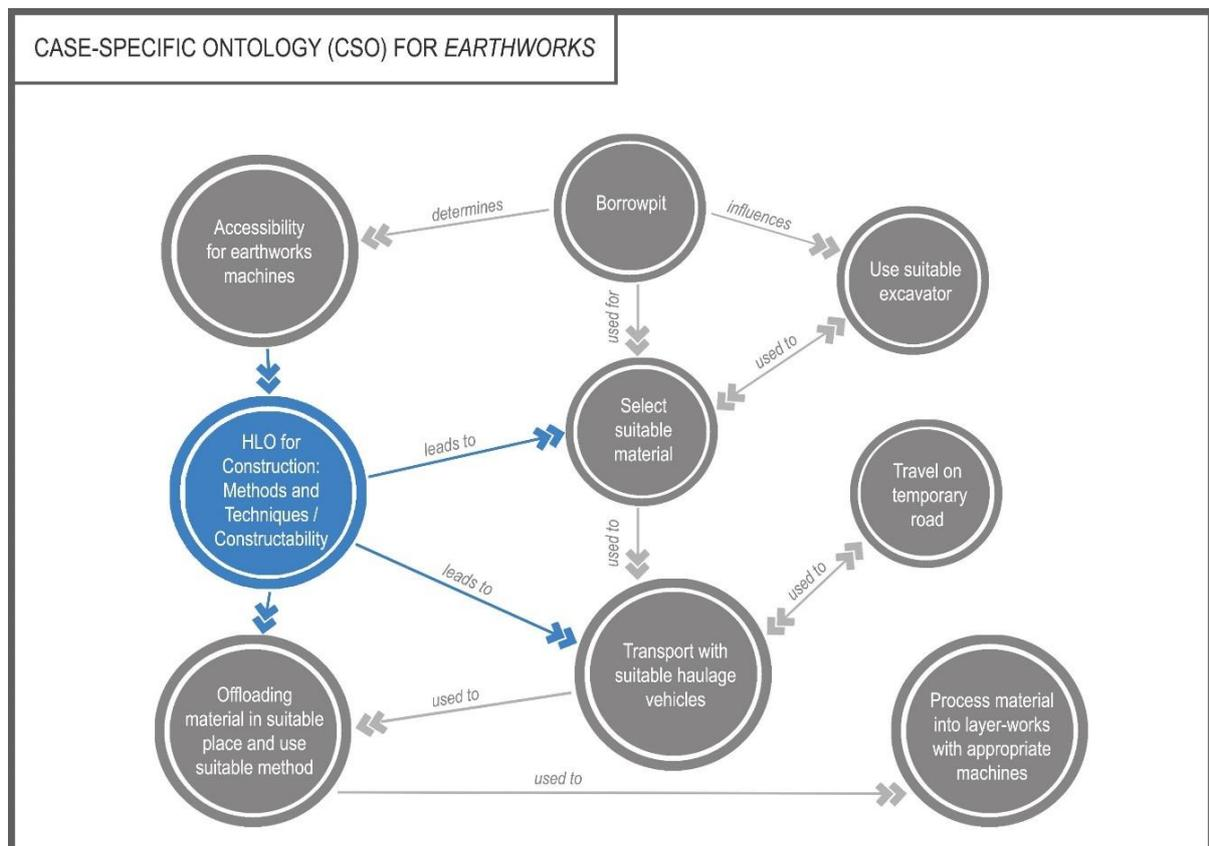 CASE-SPECIFIC ONTOLOGY (CSO) FOR EARTHWORKS
Borrowpit
determines
influences
Accessibility
for earthworks
machines
Use suitable
excavator
used for
used to
Select
suitable
material
HLO for
Construction:
Methods and
Techniques /
Constructability
leads to
Travel on
temporary
road
used to
leads to
used to
Transport with
suitable haulage
vehicles
used to
Offloading
material in suitable
place and use
suitable method
Process material
into layer-works
with appropriate
machines
used to